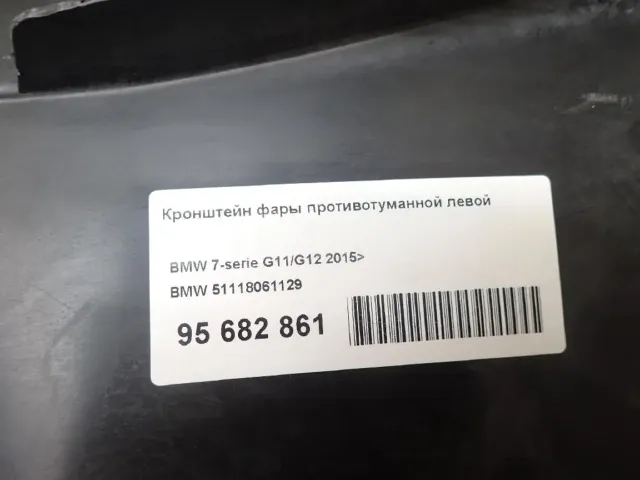 Кронштейн фары противотуманной левой
BMW 7-serie G11/G12 2015>
BMW 51118061129
95 682 861